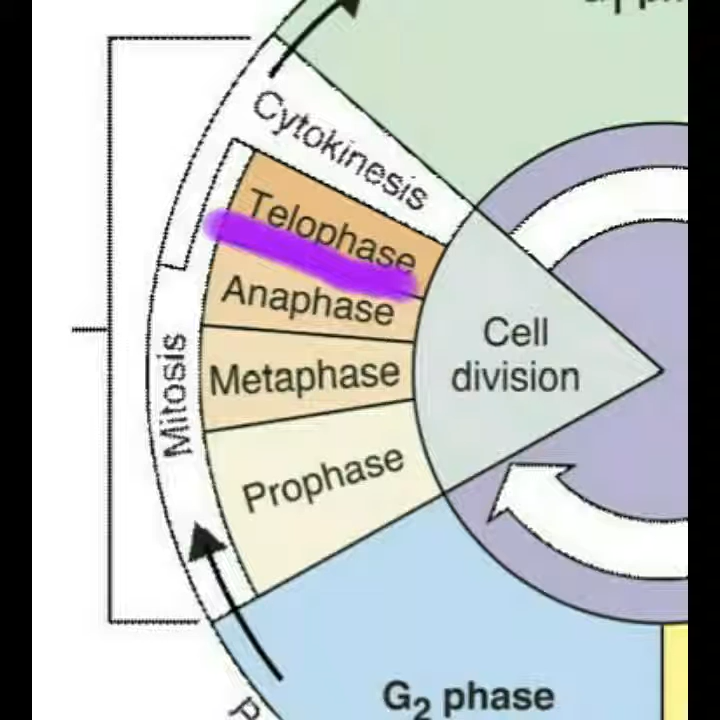 Cytokinesis
Telophase
Anaphase
Metaphase
Prophase
Mitosis
Cell
division
G₂ phase